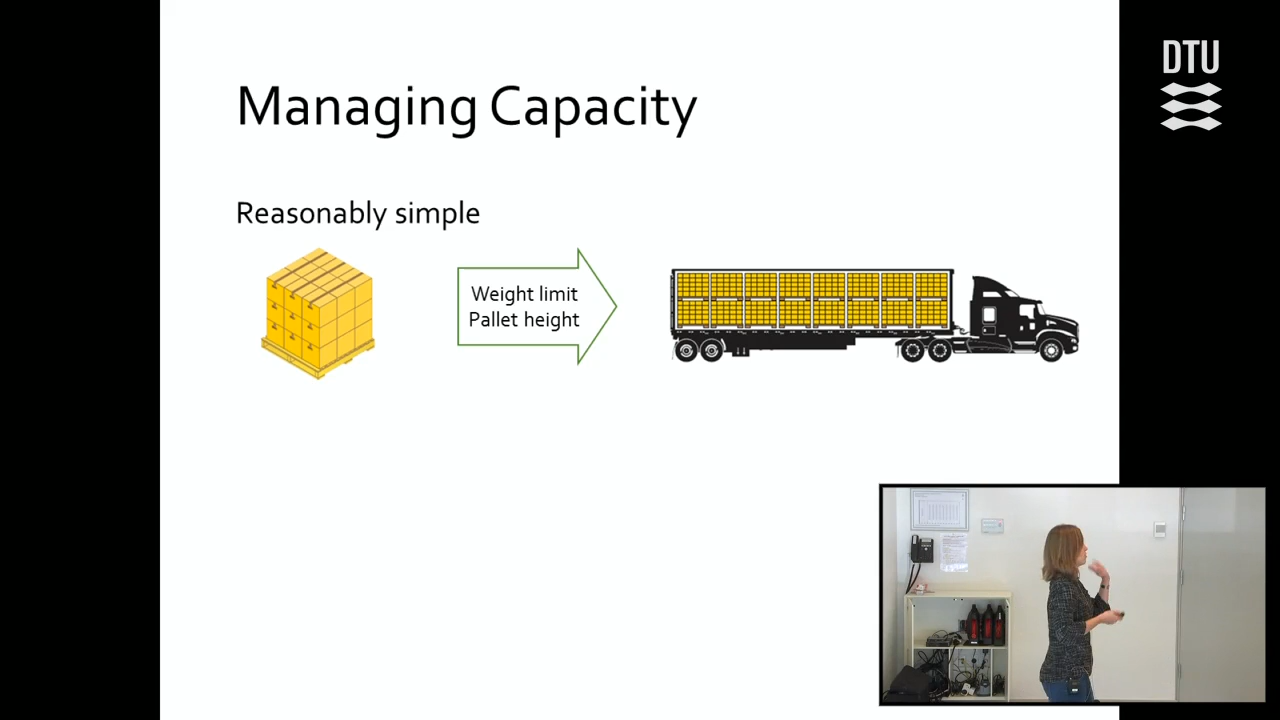 Managing Capacity
DTU
Reasonably simple
Weight limit
Pallet height